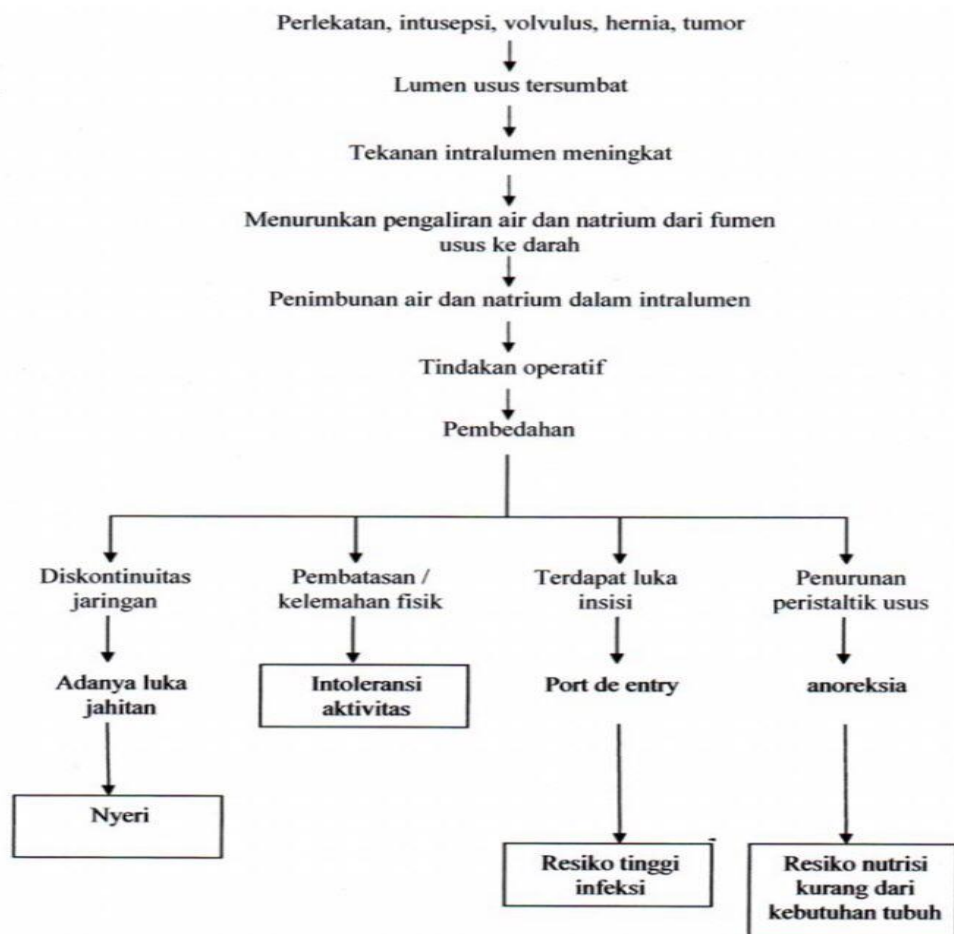 Perlekatan, intusepsi, volvulus, hernia, tumor
Lumen usus tersumbat
Tekanan intralumen meningkat
Menurunkan pengaliran air dan natrium dari fumen
usus ke darah
Penimbunan air dan natrium dalam intralumen
Tindakan operatif
Pembedahan
Diskontinuitas
jaringan
Pembatasan /
kelemahan fisik
Terdapat luka
insisi
Penurunan
peristaltik usus
Adanya luka
jahitan
Intoleransi
aktivitas
Port de entry
anoreksia
Nyeri
Resiko tinggi
infeksi
Resiko nutrisi
kurang dari
kebutuhan tubuh